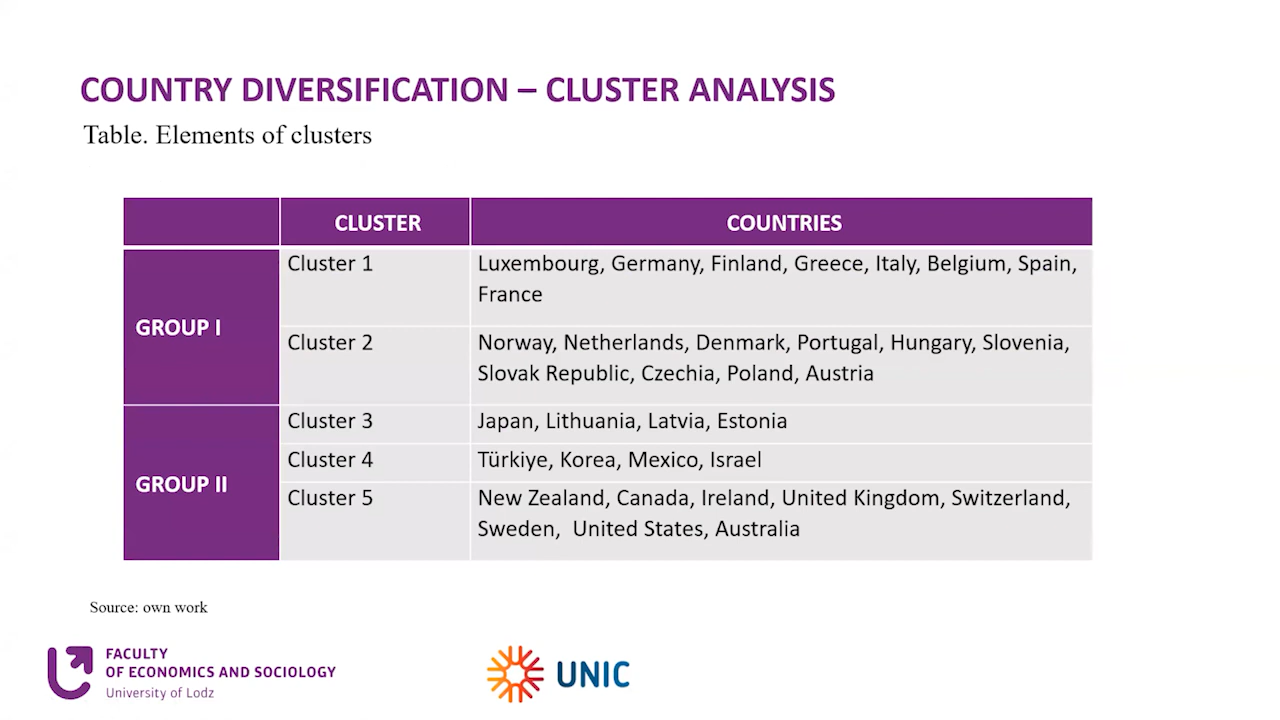 COUNTRY DIVERSIFICATION – CLUSTER ANALYSIS
Table. Elements of clusters
CLUSTER COUNTRIES
GROUP I
Cluster 1 Luxembourg, Germany, Finland, Greece, Italy, Belgium, Spain,
France
Cluster 2 Norway, Netherlands, Denmark, Portugal, Hungary, Slovenia,
Slovak Republic, Czechia, Poland, Austria
GROUP II
Cluster 3 Japan, Lithuania, Latvia, Estonia
Cluster 4 Türkiye, Korea, Mexico, Israel
Cluster 5 New Zealand, Canada, Ireland, United Kingdom, Switzerland,
Sweden, United States, Australia
Source: own work
FACULTY
OF ECONOMICS AND SOCIOLOGY
University of Lodz
UNIC